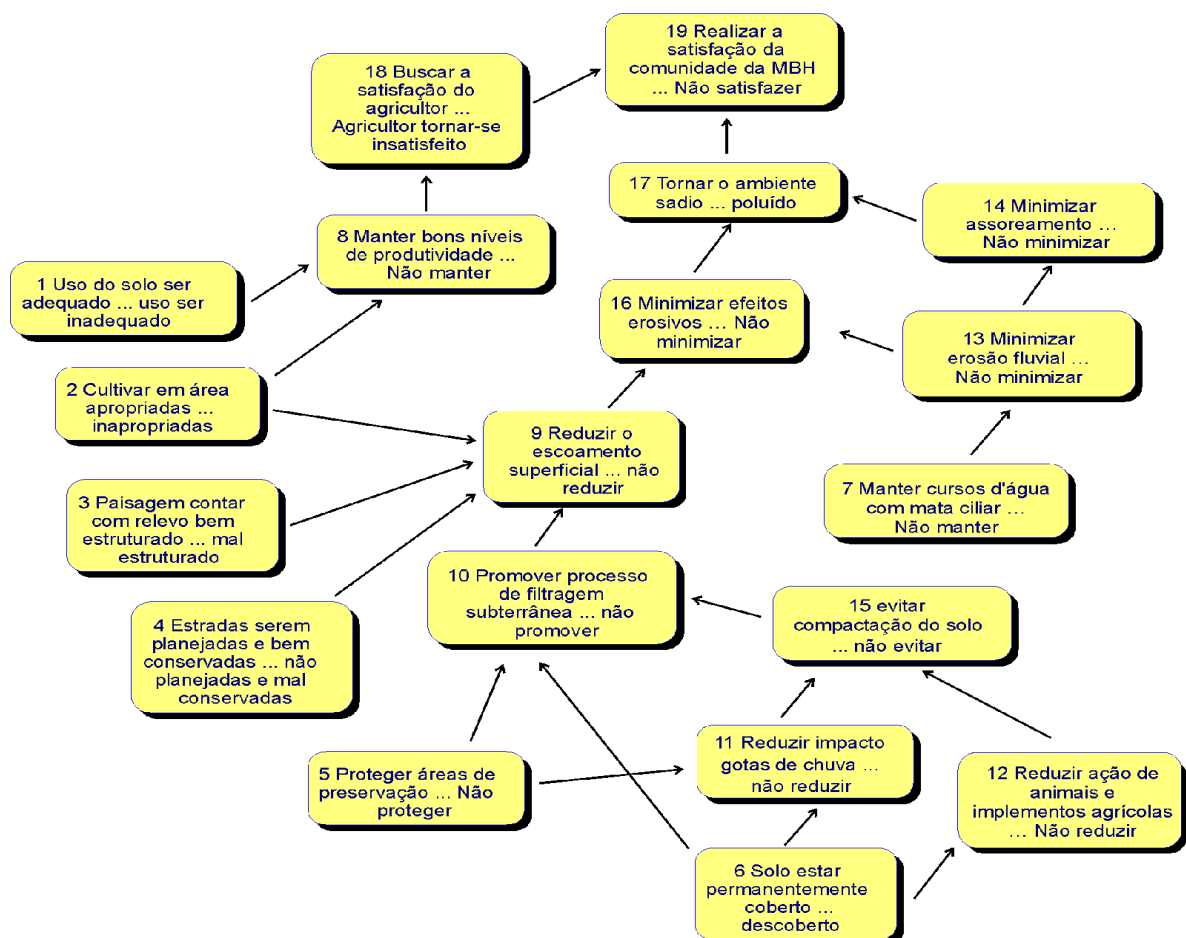 19 Realizar a
satisfação da
comunidade da MBH
... Não satisfazer
18 Buscar a
satisfação do
agricultor ...
Agricultor tornar-se
insatisfeito
17 Tornar o ambiente
sadio ... poluído
14 Minimizar
assoreamento ...
Não minimizar
8 Manter bons níveis
de produtividade ...
Não manter
1 Uso do solo ser
adequado ... uso ser
inadequado
16 Minimizar efeitos
erosivos ... Não
minimizar
13 Minimizar
erosão fluvial ...
Não minimizar
2 Cultivar em área
apropriadas ...
inapropriadas
9 Reduzir o
escoamento
superficial ... não
reduzir
3 Paisagem contar
com relevo bem
estruturado ... mal
estruturado
7 Manter cursos d'água
com mata ciliar ...
Não manter
10 Promover processo
de filtragem
subterrânea ... não
promover
15 evitar
compactação do solo
... não evitar
4 Estradas serem
planejadas e bem
conservadas ... não
planejadas e mal
conservadas
11 Reduzir impacto
gotas de chuva ...
não reduzir
5 Proteger áreas de
preservação ... Não
proteger
12 Reduzir ação de
animais e
implementos agrícolas
... Não reduzir
6 Solo estar
permanentemente
coberto ...
descoberto